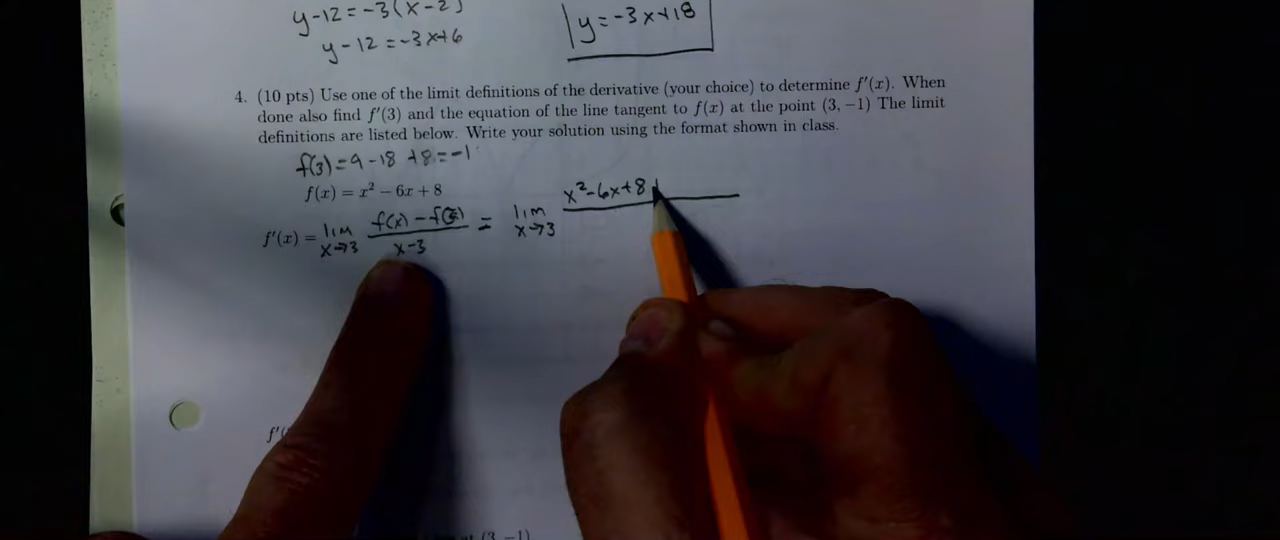 y-12=-3(x-2)
y-12=-3x+6
y=-3x+18
4. (10 pts) Use one of the limit definitions of the derivative (your choice) to determine f'(x). When
done also find f'(3) and the equation of the line tangent to f(x) at the point (3, −1) The limit
definitions are listed below. Write your solution using the format shown in class.
f(3)=9-18+8=-1
f(x) = x² − 6x + 8
f'(x) = lim x→3 f(x)-f(3) / x-3 = lim x→3 x²-6x+8
f'(
(3, −1)